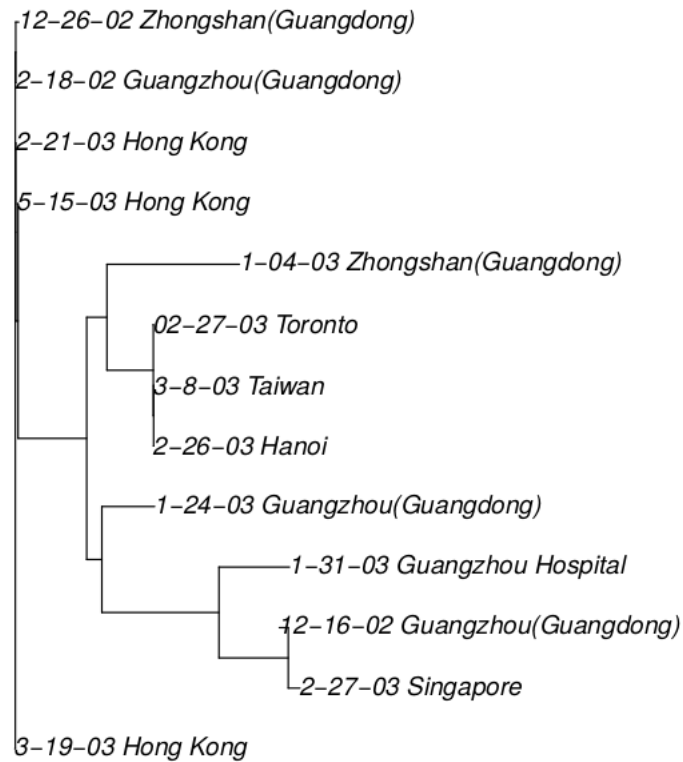 12-26-02 Zhongshan(Guangdong)
2-18-02 Guangzhou(Guangdong)
2-21-03 Hong Kong
5-15-03 Hong Kong
1-04-03 Zhongshan(Guangdong)
02-27-03 Toronto
3-8-03 Taiwan
2-26-03 Hanoi
1-24-03 Guangzhou(Guangdong)
1-31-03 Guangzhou Hospital
12-16-02 Guangzhou(Guangdong)
2-27-03 Singapore
3-19-03 Hong Kong